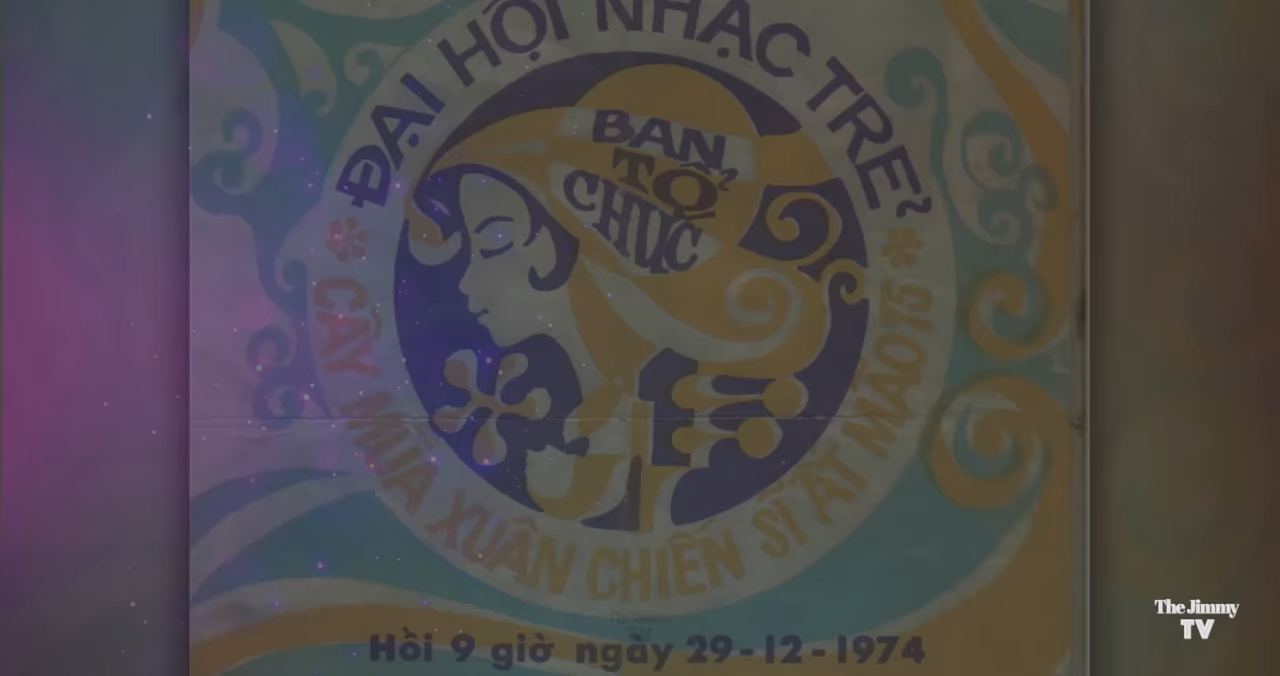 ĐẠI HỘI NHẠC TRẺ
BAN
TỔ
CHỨC
CÂY MÙA XUÂN CHIẾN SĨ ẤT MÃO 75
Hồi 9 giờ ngày 29-12-1974
The Jimmy
TV